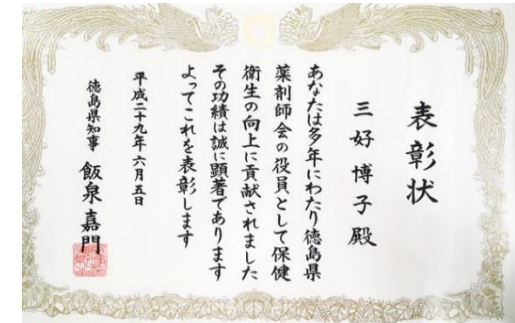 表彰状
三好博子殿
あなたは多年にわたり徳島県
薬剤師会の役員として保健
衛生の向上に貢献されました
その功績は誠に顕著であります
よってこれを表彰します
平成二十九年六月五日
徳島県知事 飯泉嘉門